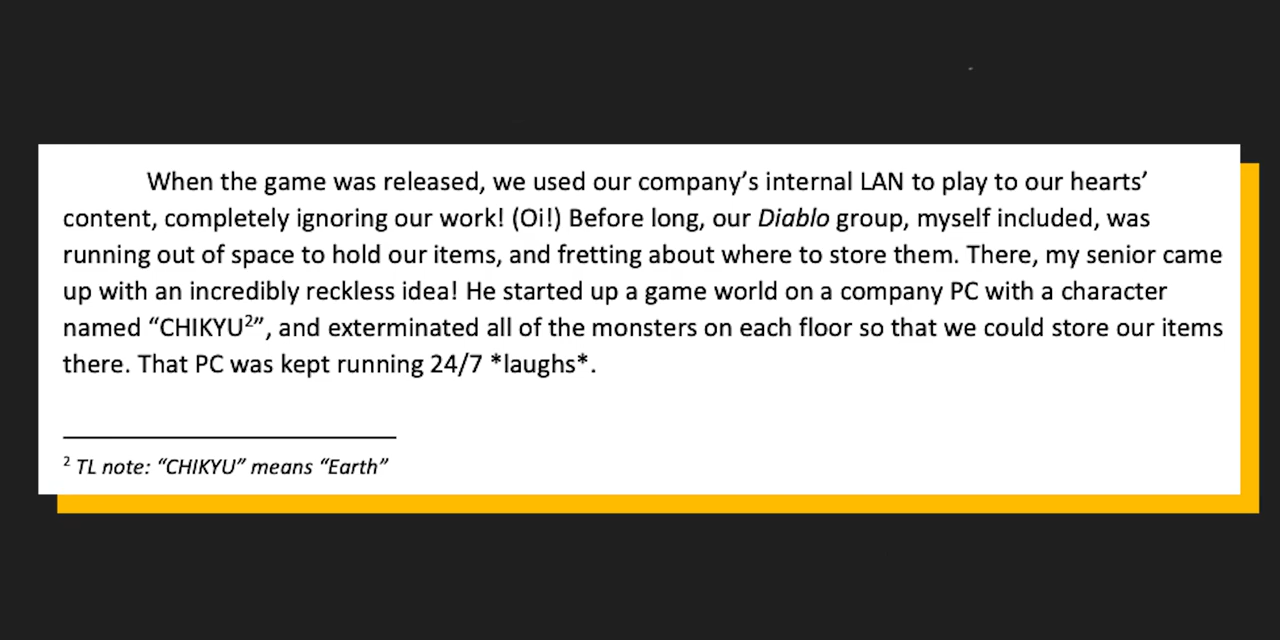 When the game was released, we used our company’s internal LAN to play to our hearts’
content, completely ignoring our work! (Oi!) Before long, our Diablo group, myself included, was
running out of space to hold our items, and fretting about where to store them. There, my senior came
up with an incredibly reckless idea! He started up a game world on a company PC with a character
named “CHIKYU²”, and exterminated all of the monsters on each floor so that we could store our items
there. That PC was kept running 24/7 *laughs*.
² TL note: “CHIKYU” means “Earth”